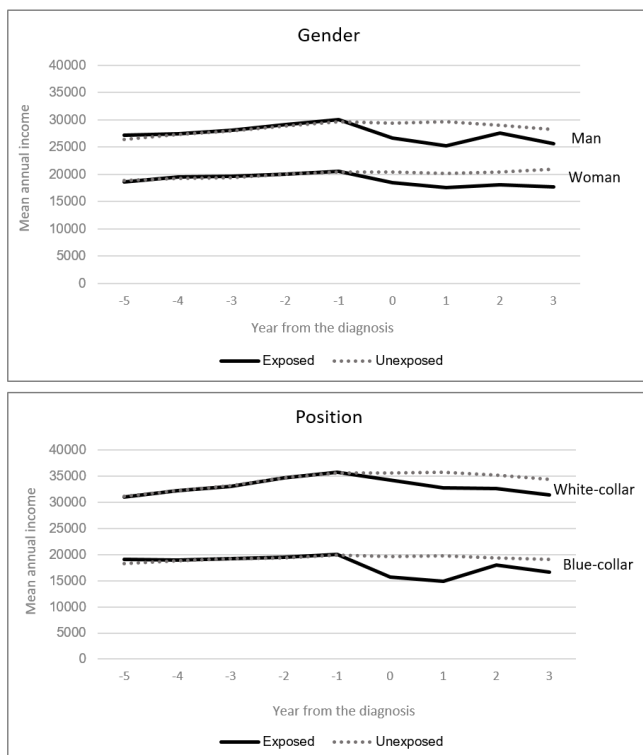 Gender
Mean annual income
40000
35000
30000
25000
20000
15000
10000
5000
0
Man
Woman
-5 -4 -3 -2 -1 0 1 2 3
Year from the diagnosis
Exposed Unexposed
Position
Mean annual income
40000
35000
30000
25000
20000
15000
10000
5000
0
White-collar
Blue-collar
-5 -4 -3 -2 -1 0 1 2 3
Year from the diagnosis
Exposed Unexposed